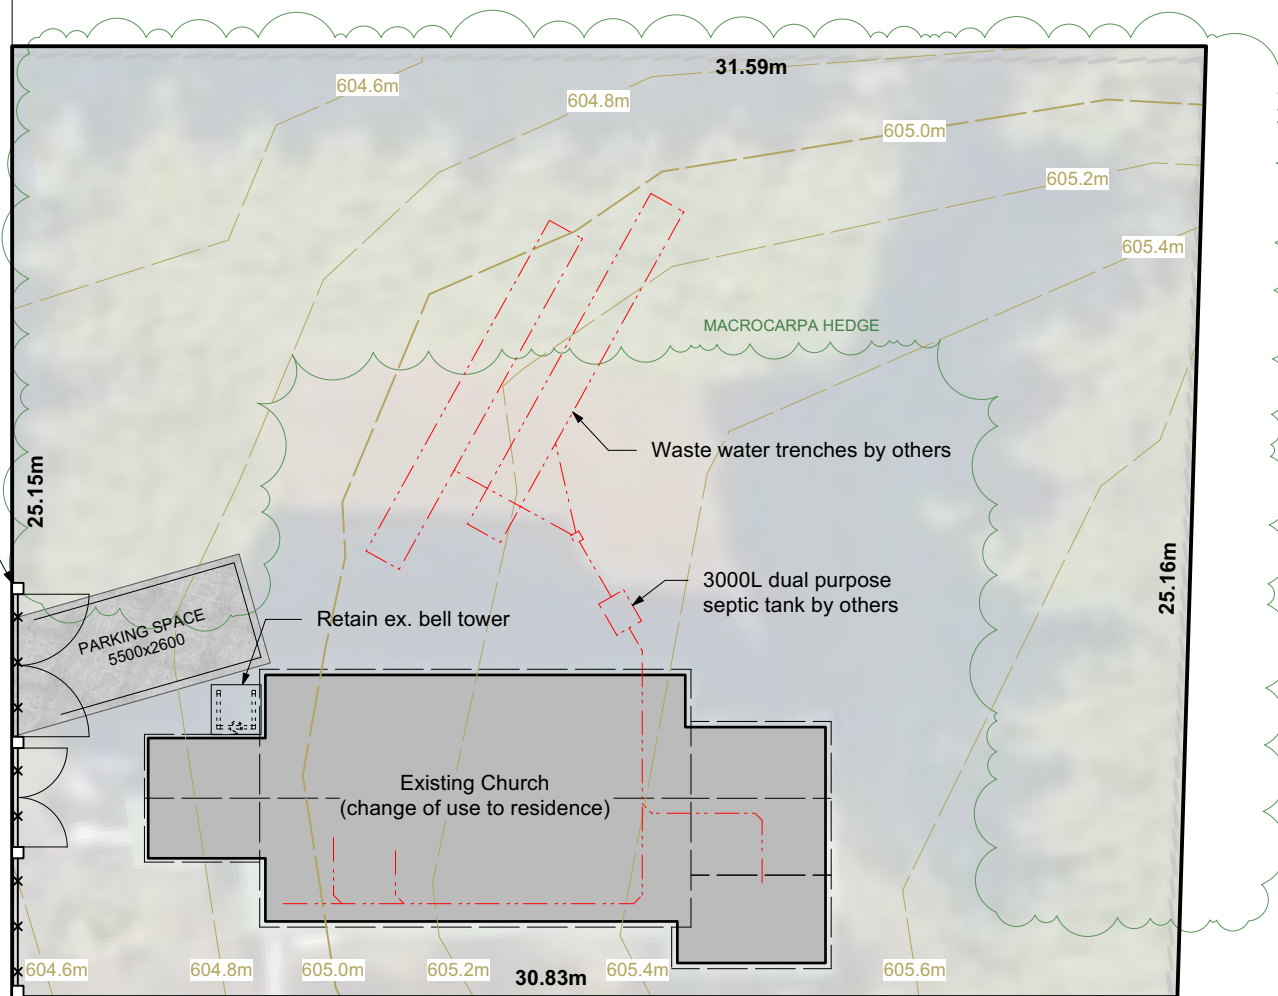 31.59m
604.6m
604.8m
605.0m
605.2m
605.4m
MACROCARPA HEDGE
Waste water trenches by others
25.15m
3000L dual purpose
septic tank by others
25.16m
Retain ex. bell tower
PARKING SPACE
5500x2600
Existing Church
(change of use to residence)
604.6m
604.8m
605.0m
605.2m
30.83m
605.4m
605.6m